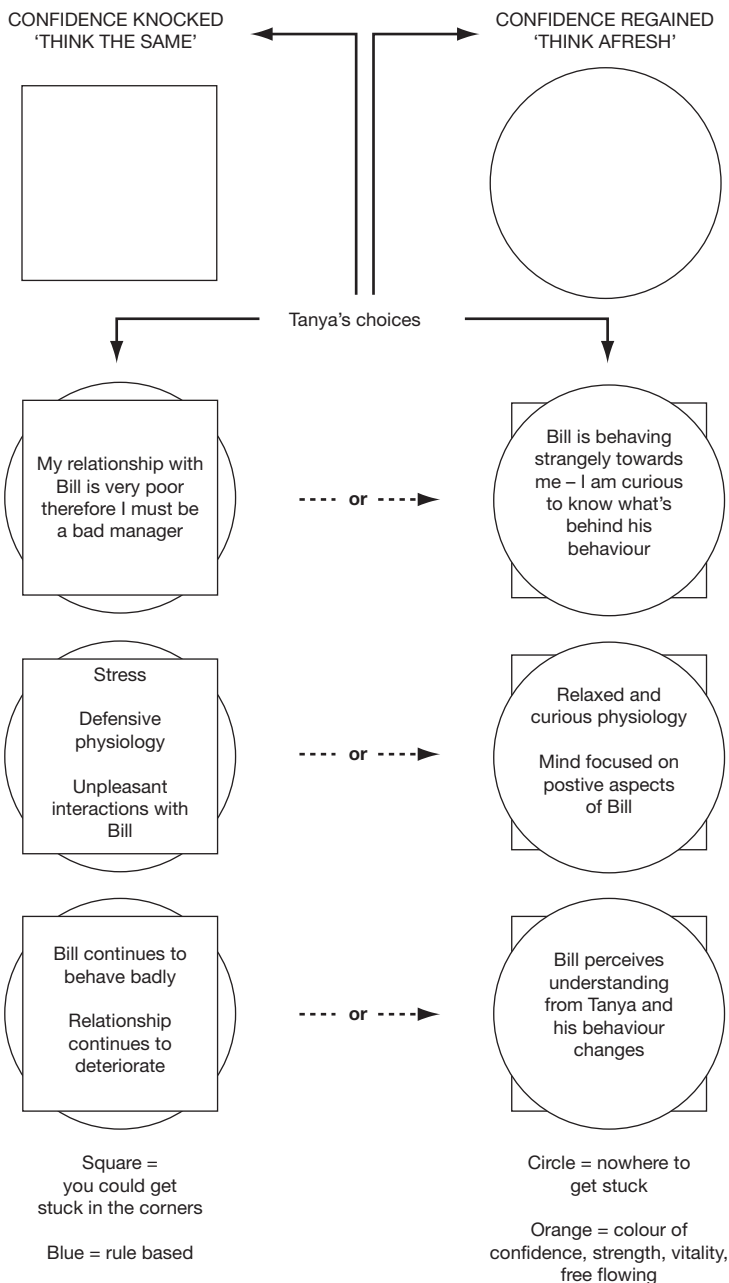 CONFIDENCE KNOCKED
‘THINK THE SAME’
CONFIDENCE REGAINED
‘THINK AFRESH’
Tanya’s choices
My relationship with
Bill is very poor
therefore I must be
a bad manager
or
Bill is behaving
strangely towards
me – I am curious
to know what’s
behind his
behaviour
Stress
Defensive
physiology
Unpleasant
interactions with
Bill
or
Relaxed and
curious physiology
Mind focused on
postive aspects
of Bill
Bill continues to
behave badly
Relationship
continues to
deteriorate
or
Bill perceives
understanding
from Tanya and
his behaviour
changes
Square =
you could get
stuck in the corners
Blue = rule based
Circle = nowhere to
get stuck
Orange = colour of
confidence, strength, vitality,
free flowing